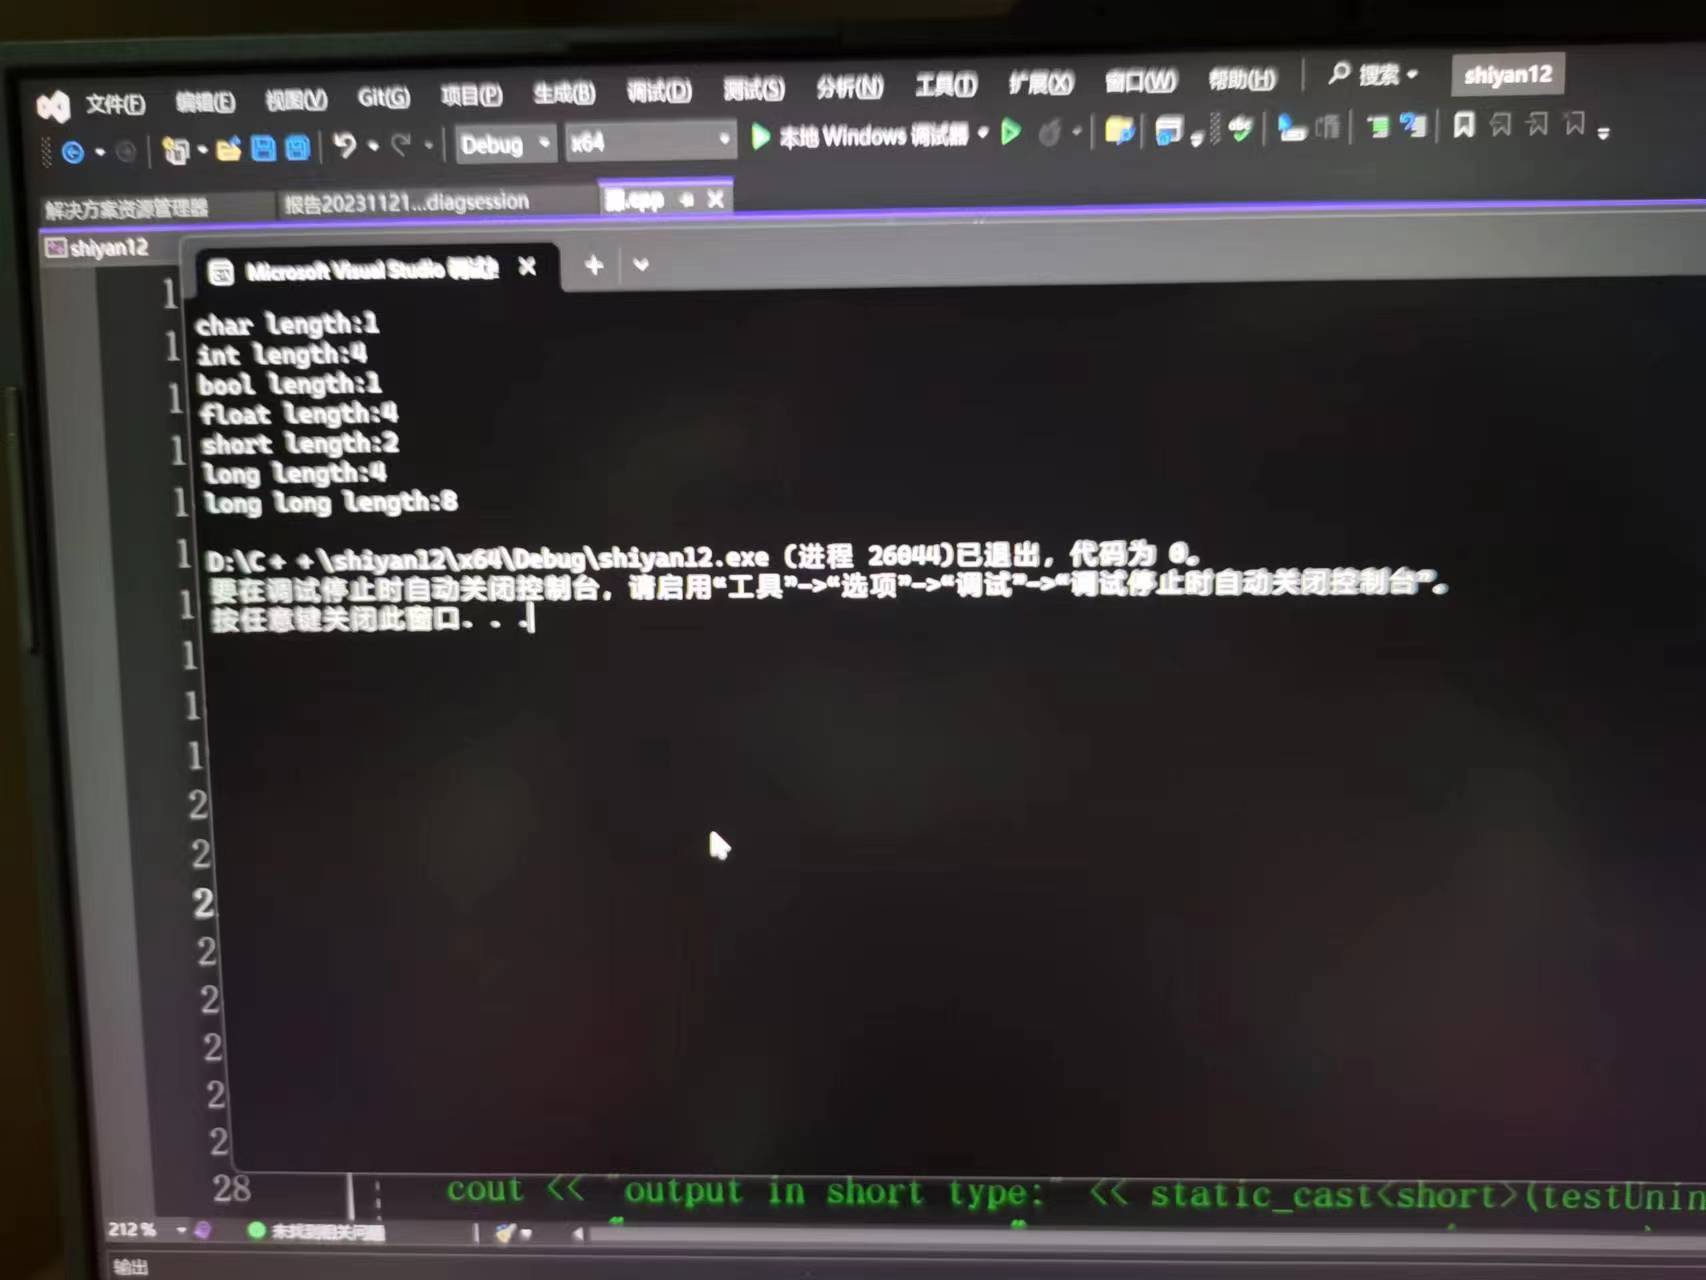 文件(F) 编辑(E) 视图(V) Git(G) 项目(P) 生成(B) 调试(D) 测试(S) 分析(N) 工具(T) 扩展(X) 窗口(W) 帮助(H) 搜索 shiyan12
Debug x64 本地 Windows 调试器
解决方案资源管理器 报告20231121...diagsession 源.cpp
shiyan12
Microsoft Visual Studio 调试
char length:1
int length:4
bool length:1
float length:4
short length:2
long length:4
long long length:8
D:\C++\shiyan12\x64\Debug\shiyan12.exe (进程 26044)已退出，代码为 0。
要在调试停止时自动关闭控制台，请启用“工具”->“选项”->“调试”->“调试停止时自动关闭控制台”。
按任意键关闭此窗口. . .
1
1
1
1
1
1
1
1
1
1
2
2
2
2
2
2
2
2
28 cout << "output in short type:" << static_cast<short>(testUnin
212 % 未找到相关问题
输出